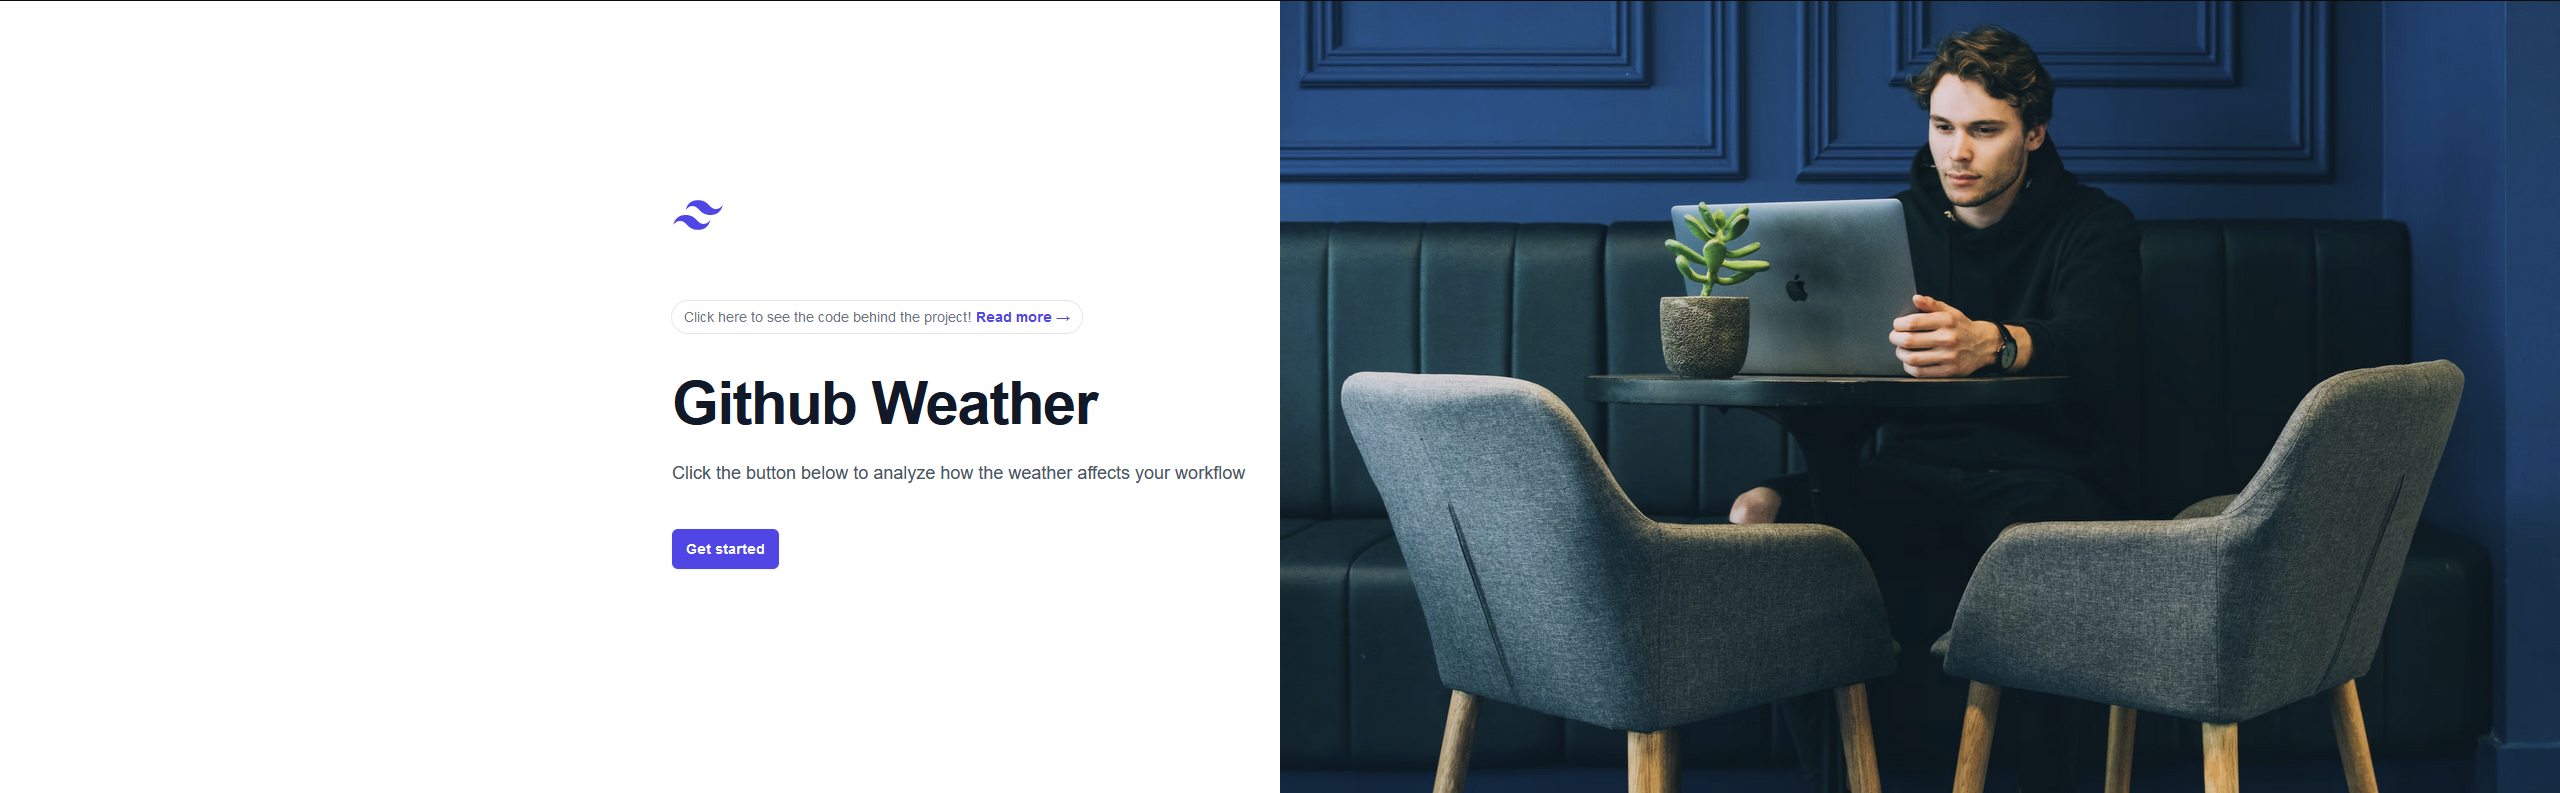 Click here to see the code behind the project! Read more →
Github Weather
Click the button below to analyze how the weather affects your workflow
Get started